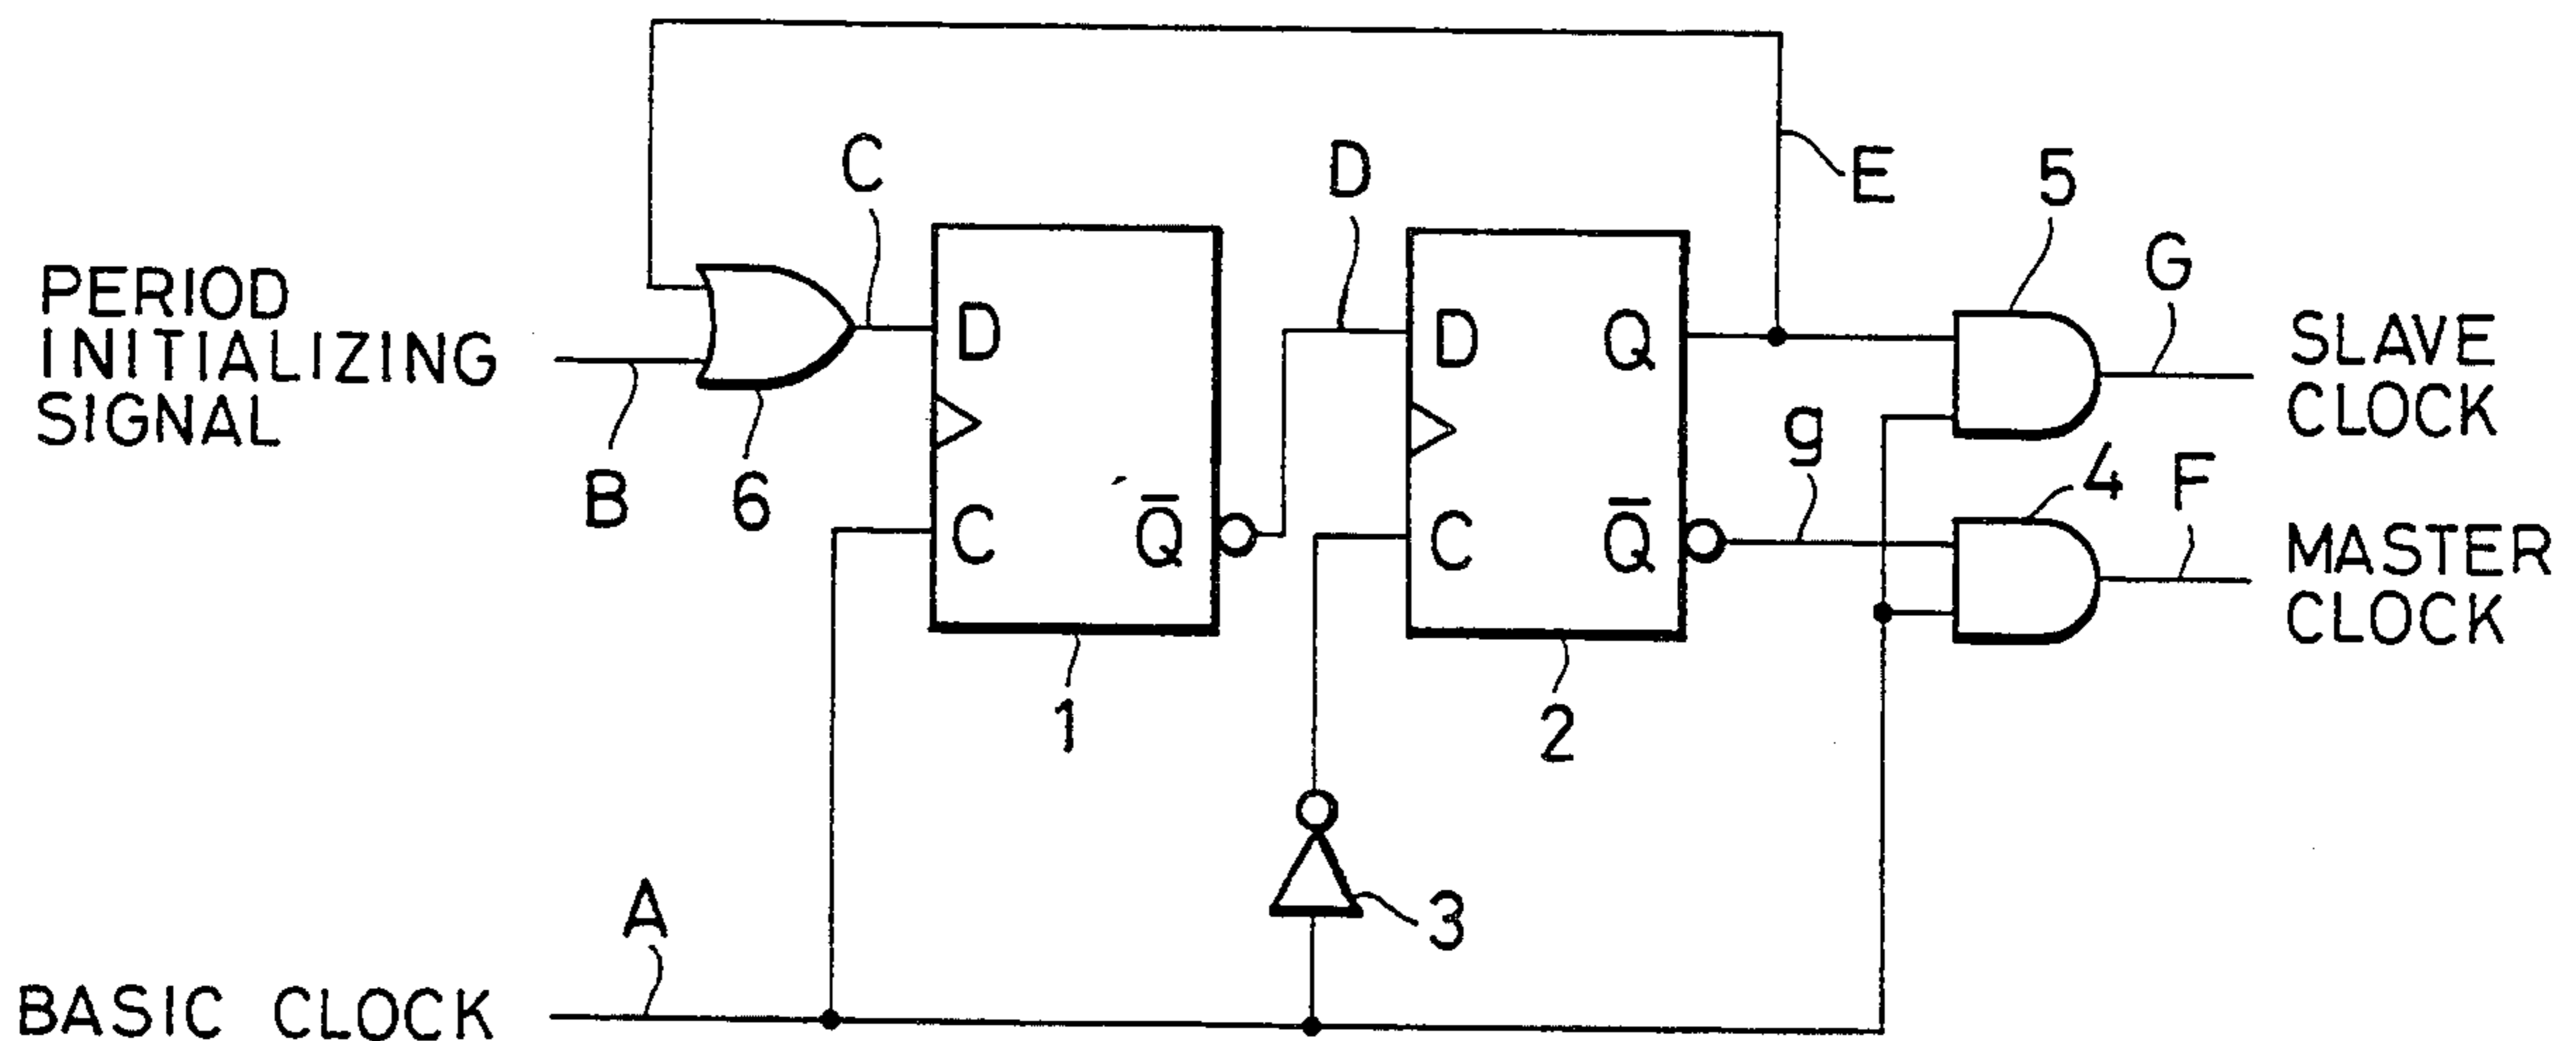 E
C
D
5
G
PERIOD
INITIALIZING
SIGNAL
D
D
Q
SLAVE
CLOCK
g
4
F
B
6
C
Q̅
C
Q̅
MASTER
CLOCK
1
2
A
3
BASIC CLOCK